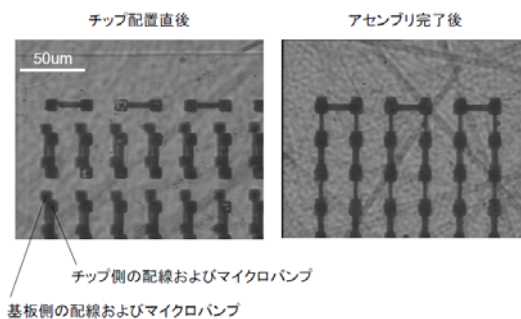 チップ配置直後
アセンブリ完了後
50um
チップ側の配線およびマイクロバンプ
基板側の配線およびマイクロバンプ